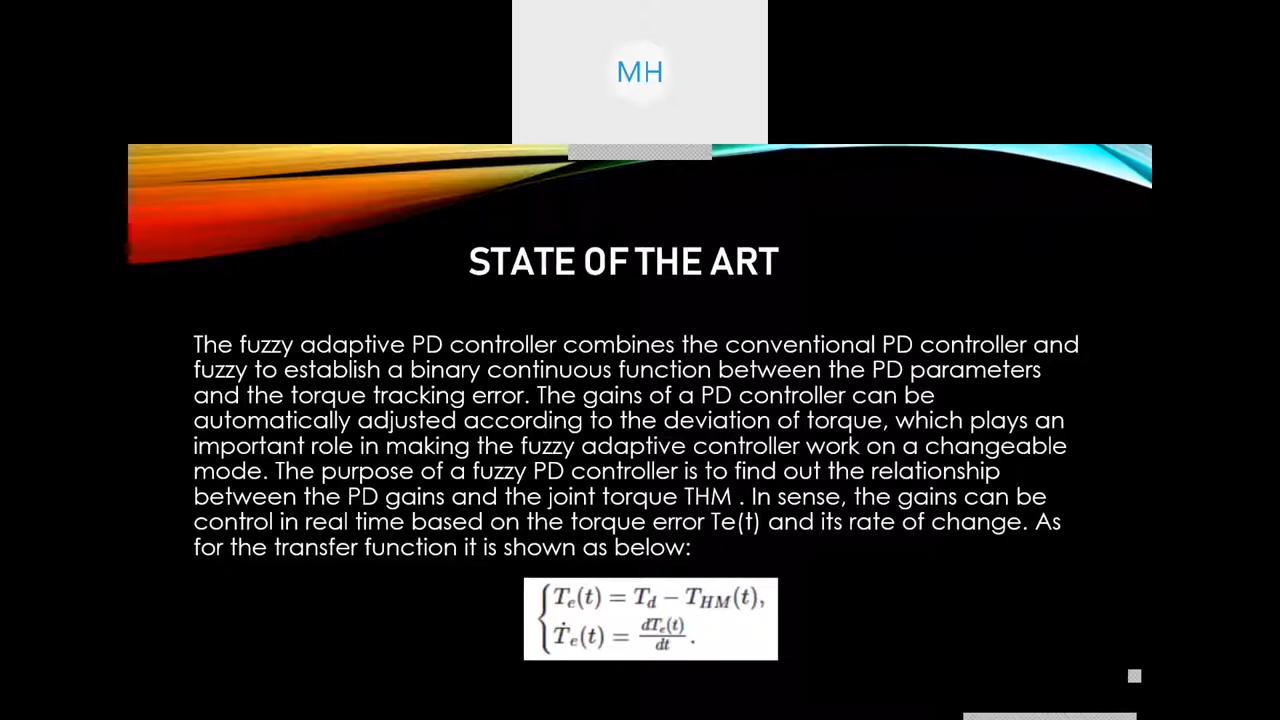 MH
STATE OF THE ART
The fuzzy adaptive PD controller combines the conventional PD controller and
fuzzy to establish a binary continuous function between the PD parameters
and the torque tracking error. The gains of a PD controller can be
automatically adjusted according to the deviation of torque, which plays an
important role in making the fuzzy adaptive controller work on a changeable
mode. The purpose of a fuzzy PD controller is to find out the relationship
between the PD gains and the joint torque THM . In sense, the gains can be
control in real time based on the torque error Te(t) and its rate of change. As
for the transfer function it is shown as below:
{ T_e(t) = T_d − T_{HM}(t),
Ṫ_e(t) = dT_e(t)/dt .